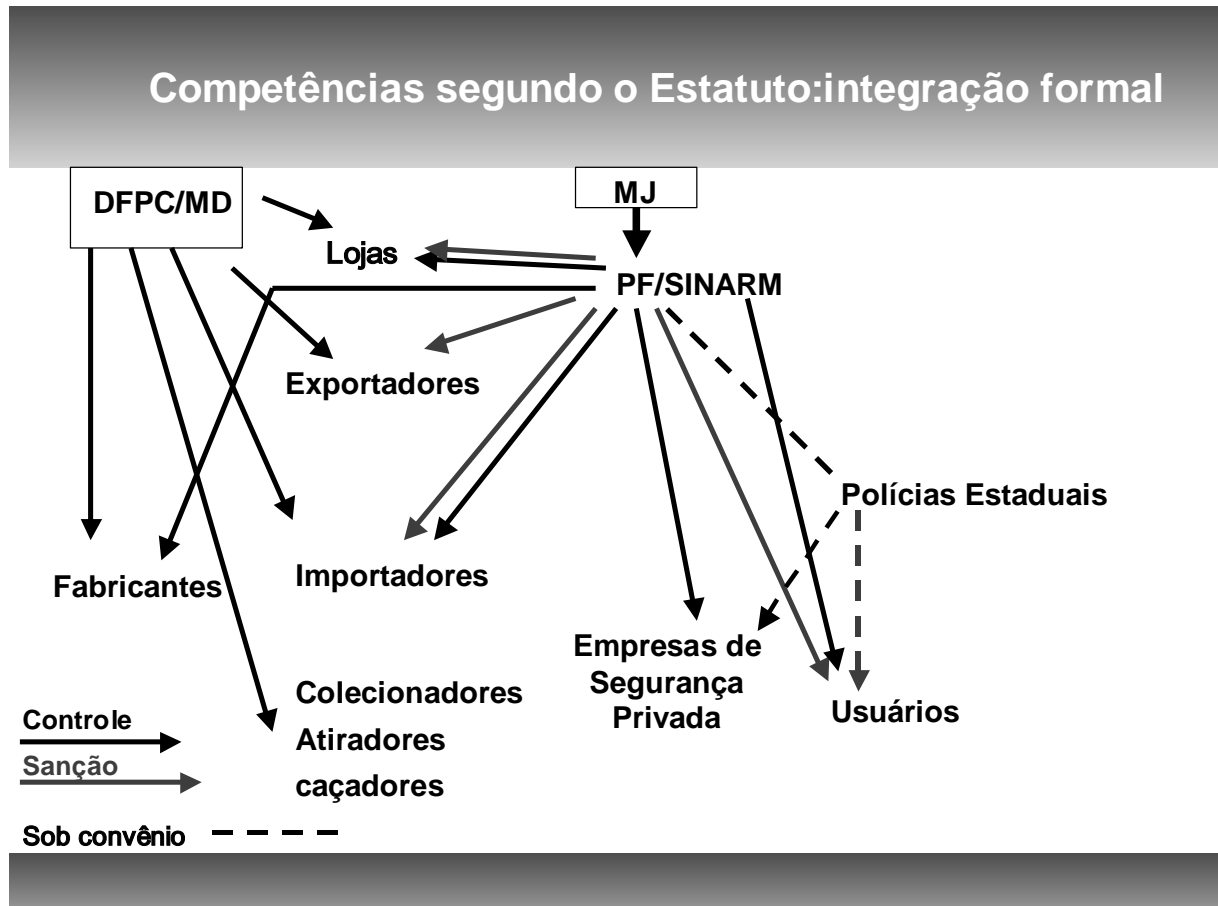 Competências segundo o Estatuto:integração formal
DFPC/MD
MJ
Lojas
PF/SINARM
Exportadores
Polícias Estaduais
Fabricantes
Importadores
Empresas de
Segurança
Privada
Usuários
Colecionadores
Atiradores
caçadores
Controle
Sanção
Sob convênio